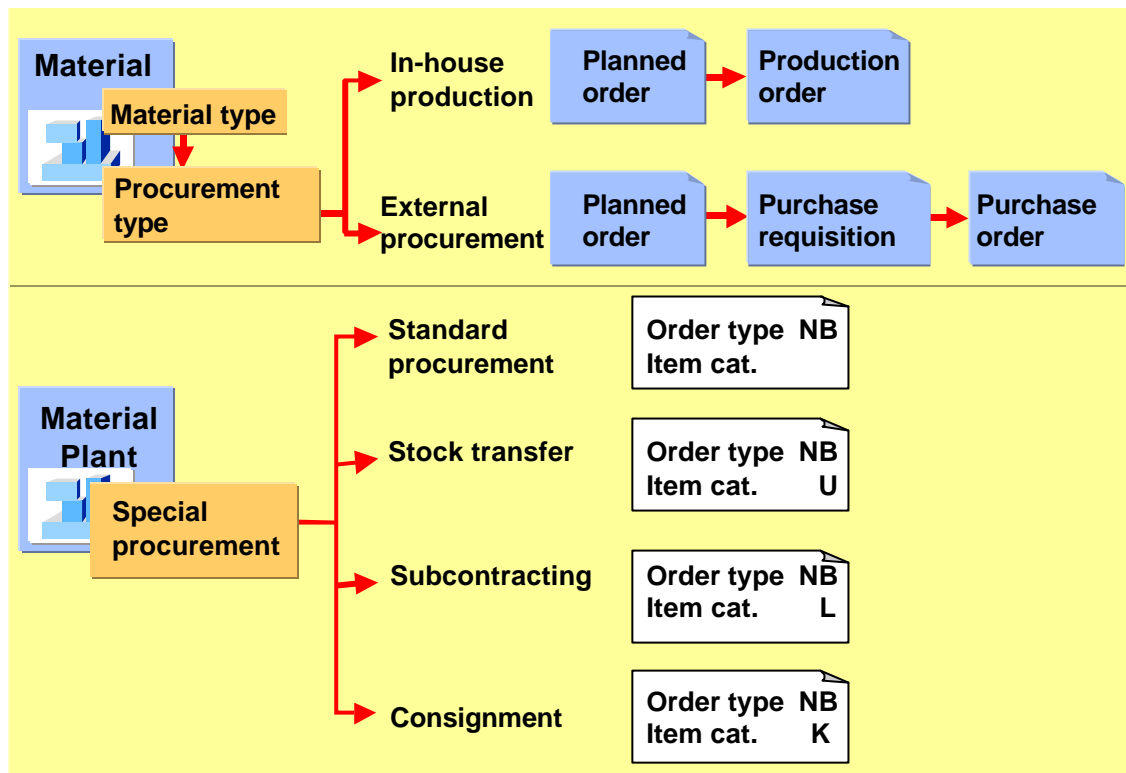 Material
Material type
Procurement
type
In-house
production
Planned
order
Production
order
External
procurement
Planned
order
Purchase
requisition
Purchase
order
Material
Plant
Special
procurement
Standard
procurement
Order type NB
Item cat.
Stock transfer
Order type NB
Item cat. U
Subcontracting
Order type NB
Item cat. L
Consignment
Order type NB
Item cat. K